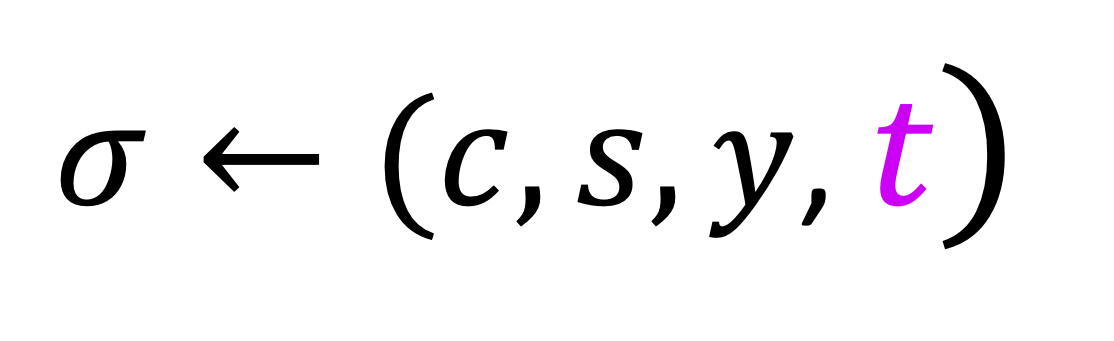 σ ← (c, s, y, t)